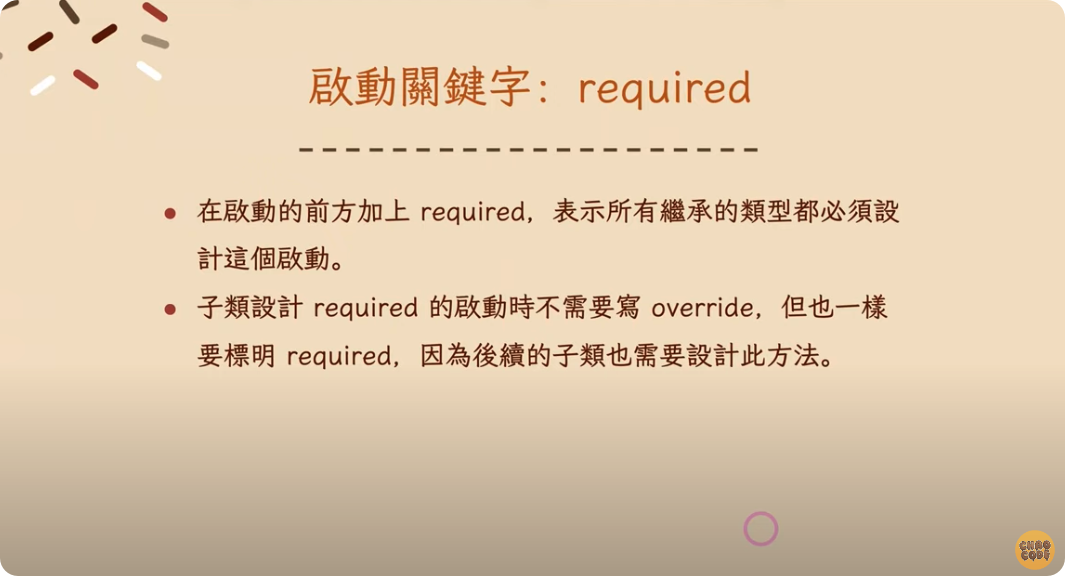 啟動關鍵字：required
在啟動的前方加上 required，表示所有繼承的類型都必須設
計這個啟動。
子類設計 required 的啟動時不需要寫 override，但也一樣
要標明 required，因為後續的子類也需要設計此方法。
CHAO
CODE